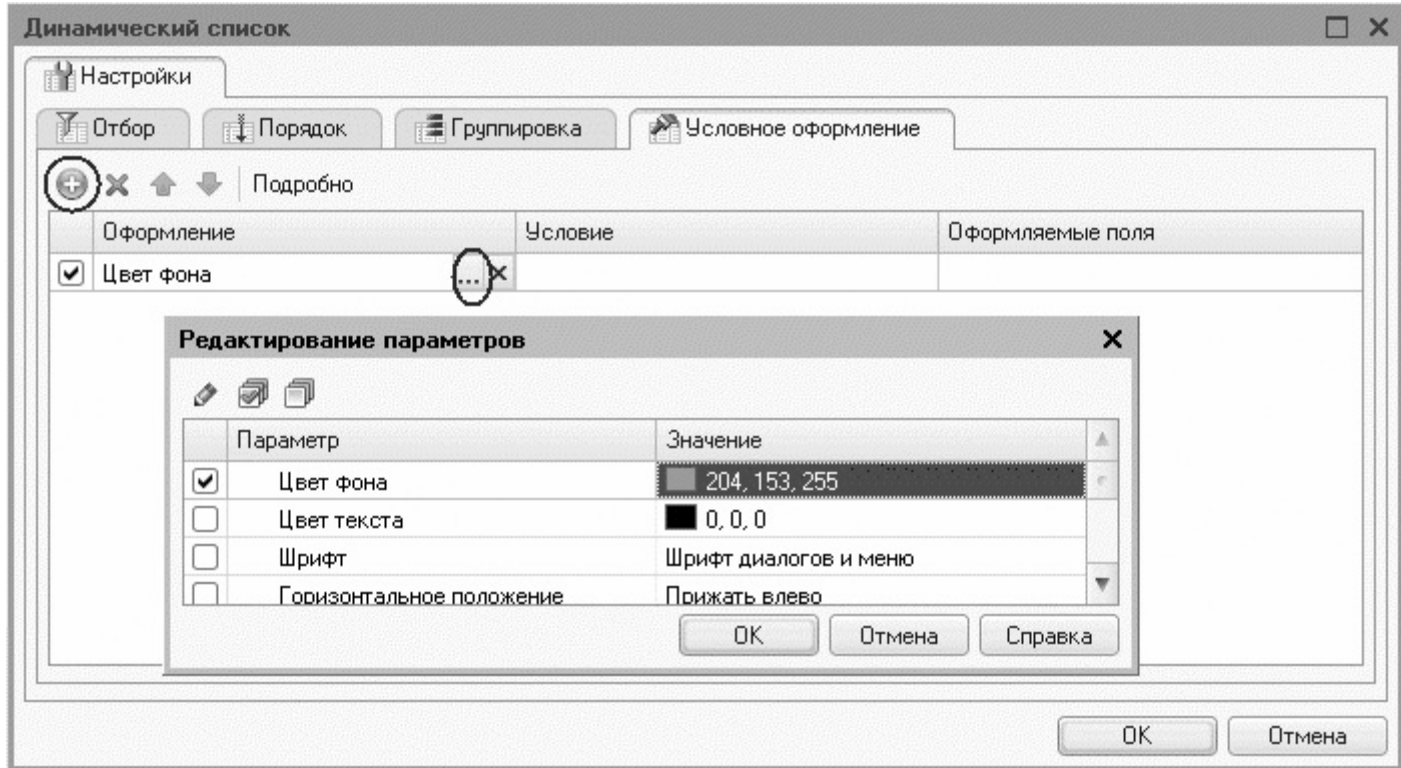 Динамический список
Настройки
Отбор Порядок Группировка Условное оформление
Подробно
Оформление Условие Оформляемые поля
Цвет фона ...
Редактирование параметров
Параметр Значение
Цвет фона 204, 153, 255
Цвет текста 0, 0, 0
Шрифт Шрифт диалогов и меню
Горизонтальное положение Прижать влево
OK Отмена Справка
OK Отмена